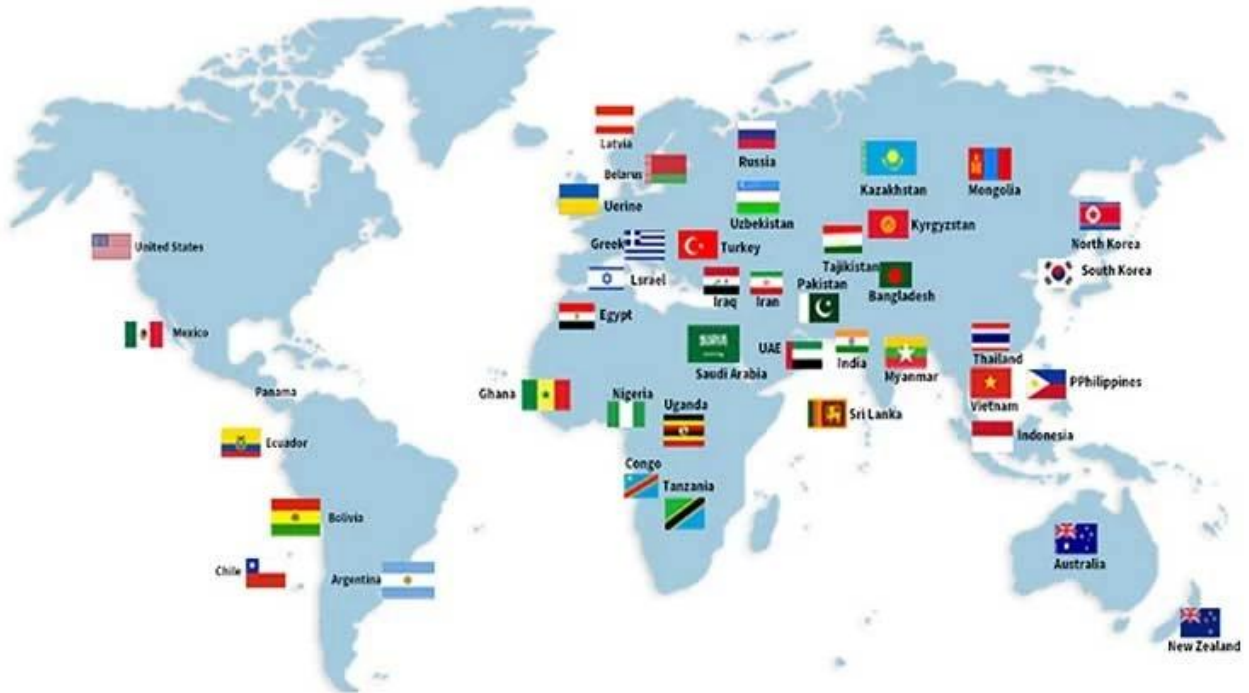 Latvia
Russia
Belarus
Kazakhstan
Mongolia
Uerine
Uzbekistan
Kyrgyzstan
United States
Greek
Turkey
Tajikistan
North Korea
South Korea
Lsrael
Iraq
Iran
Pakistan
Bangladesh
Mexico
Egypt
Saudi Arabia
UAE
India
Myanmar
Thailand
Panama
Ghana
Nigeria
Uganda
Vietnam
PPhilippines
Sri Lanka
Ecuador
Indonesia
Congo
Tanzania
Bolivia
Chile
Argentina
Australia
New Zealand